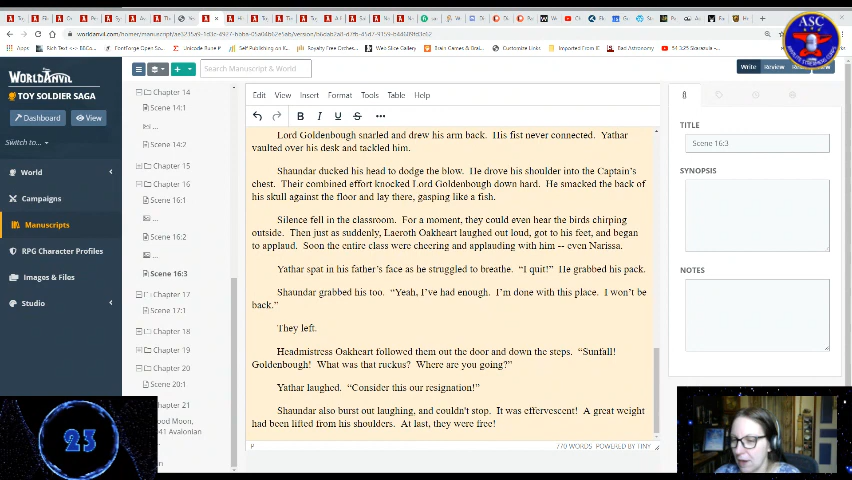 ASC
WORLDANVIL
TOY SOLDIER SAGA
Dashboard
View
Switch to...
World
Campaigns
Manuscripts
RPG Character Profiles
Images & Files
Studio
Search Manuscript & World
Chapter 14
Scene 14:1
...
Scene 14:2
Chapter 15
Chapter 16
Scene 16:1
...
Scene 16:2
...
Scene 16:3
Chapter 17
Scene 17:1
Chapter 18
Chapter 19
Chapter 20
Scene 20:1
Chapter 21
Edit View Insert Format Tools Table Help
B I U S ...
Lord Goldenbough snarled and drew his arm back. His fist never connected. Yathar
vaulted over his desk and tackled him.
Shaundar ducked his head to dodge the blow. He drove his shoulder into the Captain's
chest. Their combined effort knocked Lord Goldenbough down hard. He smacked the back of
his skull against the floor and lay there, gasping like a fish.
Silence fell in the classroom. For a moment, they could even hear the birds chirping
outside. Then just as suddenly, Laeroth Oakheart laughed out loud, got to his feet, and began
to applaud. Soon the entire class were cheering and applauding with him -- even Narissa.
Yathar spat in his father's face as he struggled to breathe. “I quit!” He grabbed his pack.
Shaundar grabbed his too. “Yeah, I've had enough. I'm done with this place. I won't be
back.”
They left.
Headmistress Oakheart followed them out the door and down the steps. “Sunfall!
Goldenbough! What was that ruckus? Where are you going?”
Yathar laughed. “Consider this our resignation!”
Shaundar also burst out laughing, and couldn't stop. It was effervescent! A great weight
had been lifted from his shoulders. At last, they were free!
P
770 WORDS POWERED BY TINY
Write
Review
TITLE
Scene 16:3
SYNOPSIS
NOTES
23